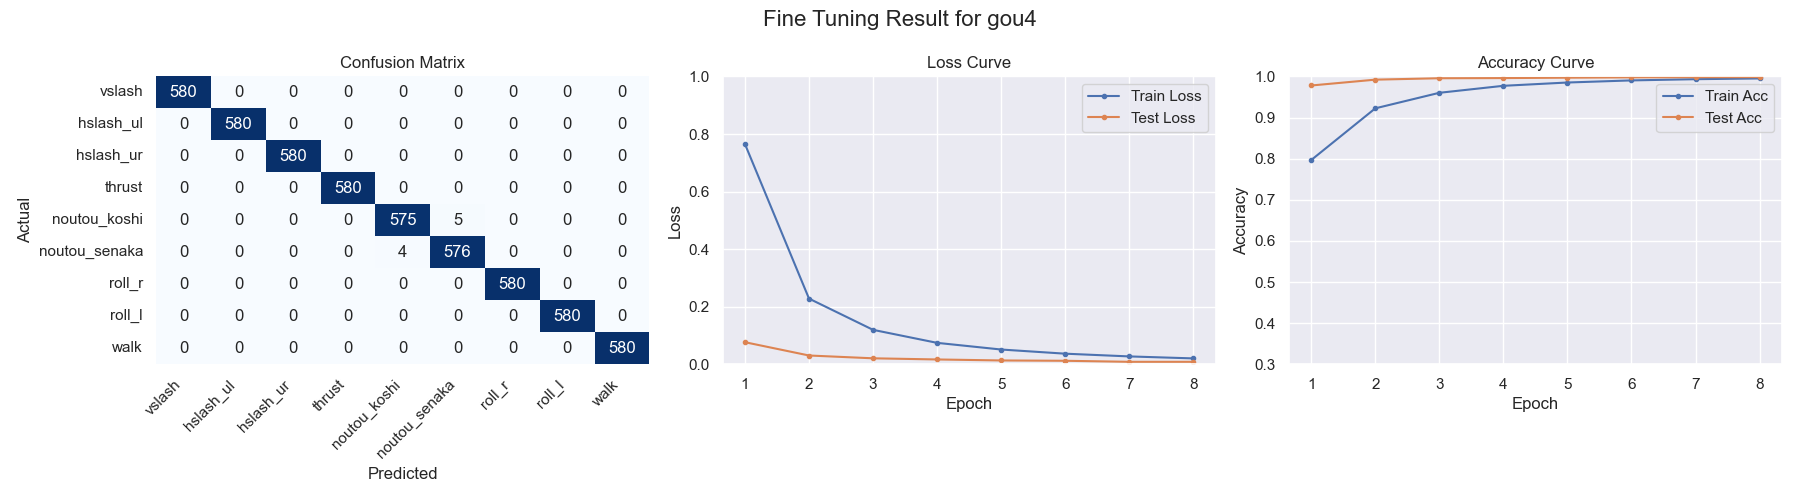 Fine Tuning Result for gou4
Confusion Matrix
Actual
vslash 580 0 0 0 0 0 0 0 0
hslash_ul 0 580 0 0 0 0 0 0 0
hslash_ur 0 0 580 0 0 0 0 0 0
thrust 0 0 0 580 0 0 0 0 0
noutou_koshi 0 0 0 0 575 5 0 0 0
noutou_senaka 0 0 0 0 4 576 0 0 0
roll_r 0 0 0 0 0 0 580 0 0
roll_l 0 0 0 0 0 0 0 580 0
walk 0 0 0 0 0 0 0 0 580
vslash hslash_ul hslash_ur thrust noutou_koshi noutou_senaka roll_r roll_l walk
Predicted
Loss Curve
Loss
1.0
0.8
0.6
0.4
0.2
0.0
Train Loss
Test Loss
1 2 3 4 5 6 7 8
Epoch
Accuracy Curve
Accuracy
1.0
0.9
0.8
0.7
0.6
0.5
0.4
0.3
Train Acc
Test Acc
1 2 3 4 5 6 7 8
Epoch